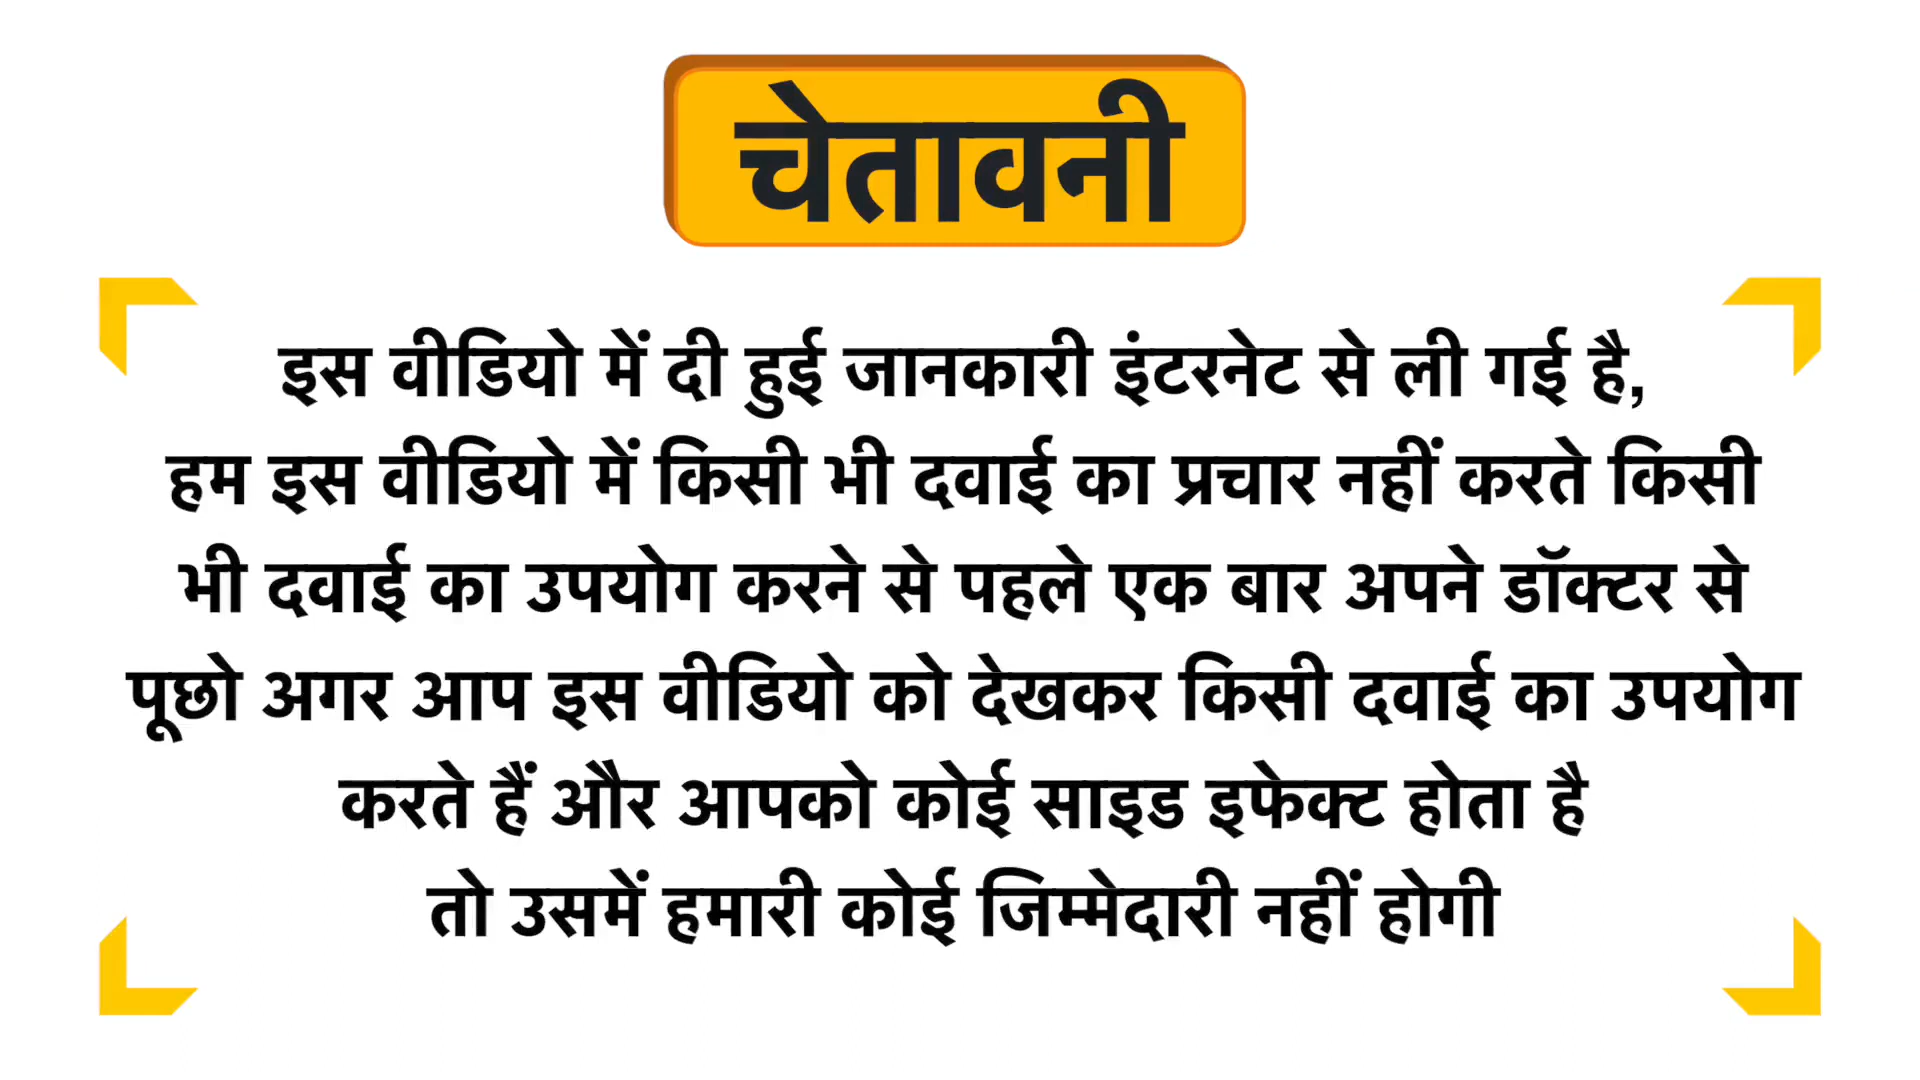 चेतावनी
इस वीडियो में दी हुई जानकारी इंटरनेट से ली गई है,
हम इस वीडियो में किसी भी दवाई का प्रचार नहीं करते किसी
भी दवाई का उपयोग करने से पहले एक बार अपने डॉक्टर से
पूछो अगर आप इस वीडियो को देखकर किसी दवाई का उपयोग
करते हैं और आपको कोई साइड इफेक्ट होता है
तो उसमें हमारी कोई जिम्मेदारी नहीं होगी